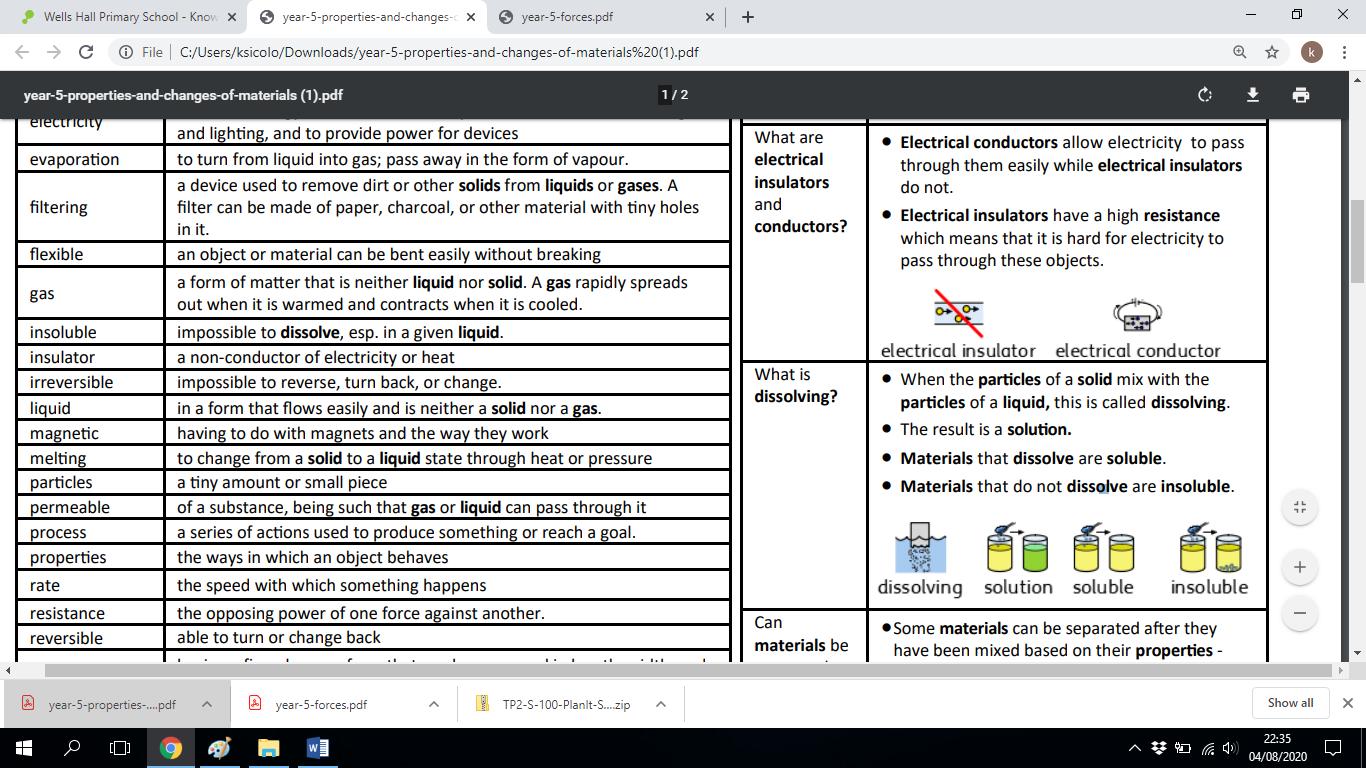 Wells Hall Primary School - Know
year-5-properties-and-changes-c
year-5-forces.pdf
File
C:/Users/ksicolo/Downloads/year-5-properties-and-changes-of-materials%20(1).pdf
k
year-5-properties-and-changes-of-materials (1).pdf
1 / 2
electricity
and lighting, and to provide power for devices
evaporation
to turn from liquid into gas; pass away in the form of vapour.
filtering
a device used to remove dirt or other solids from liquids or gases. A
filter can be made of paper, charcoal, or other material with tiny holes
in it.
flexible
an object or material can be bent easily without breaking
gas
a form of matter that is neither liquid nor solid. A gas rapidly spreads
out when it is warmed and contracts when it is cooled.
insoluble
impossible to dissolve, esp. in a given liquid.
insulator
a non-conductor of electricity or heat
irreversible
impossible to reverse, turn back, or change.
liquid
in a form that flows easily and is neither a solid nor a gas.
magnetic
having to do with magnets and the way they work
melting
to change from a solid to a liquid state through heat or pressure
particles
a tiny amount or small piece
permeable
of a substance, being such that gas or liquid can pass through it
process
a series of actions used to produce something or reach a goal.
properties
the ways in which an object behaves
rate
the speed with which something happens
resistance
the opposing power of one force against another.
reversible
able to turn or change back
What are
electrical
insulators
and
conductors?
• Electrical conductors allow electricity to pass
through them easily while electrical insulators
do not.
• Electrical insulators have a high resistance
which means that it is hard for electricity to
pass through these objects.
electrical insulator
electrical conductor
What is
dissolving?
• When the particles of a solid mix with the
particles of a liquid, this is called dissolving.
• The result is a solution.
• Materials that dissolve are soluble.
• Materials that do not dissolve are insoluble.
dissolving
solution
soluble
insoluble
Can
materials be
• Some materials can be separated after they
have been mixed based on their properties -
year-5-properties-....pdf
year-5-forces.pdf
TP2-S-100-PlanIt-S....zip
Show all
22:35
04/08/2020